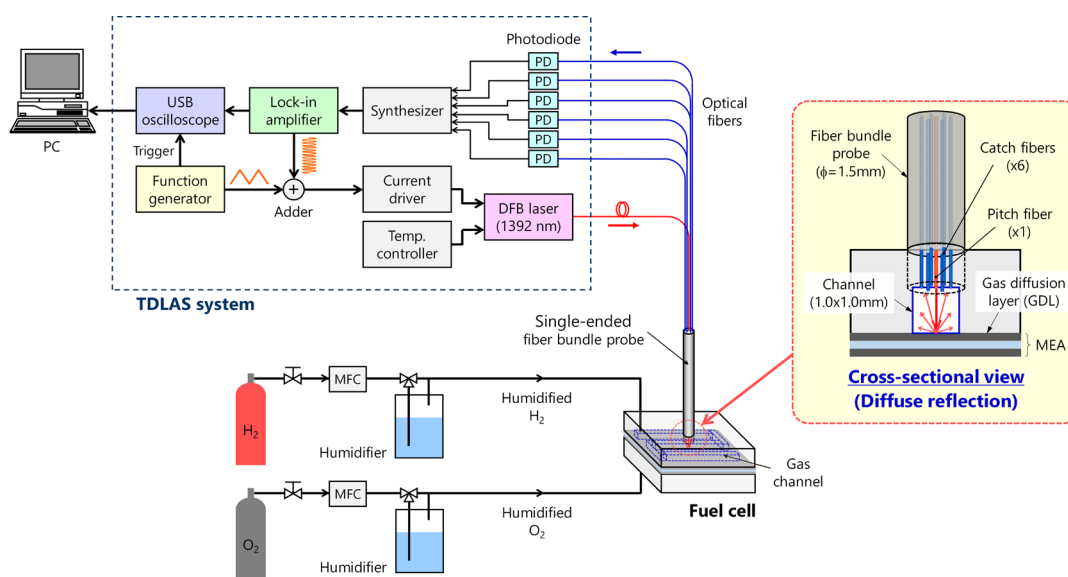 Photodiode
PD
PD
PD
PD
PD
PD
Optical
fibers
USB
oscilloscope
Lock-in
amplifier
Synthesizer
PC
Trigger
Function
generator
Adder
Current
driver
Temp.
controller
DFB laser
(1392 nm)
TDLAS system
Single-ended
fiber bundle probe
MFC
Humidified
H2
H2
Humidifier
MFC
Humidified
O2
O2
Humidifier
Gas
channel
Fuel cell
Fiber bundle
probe
(ϕ=1.5mm)
Catch fibers
(x6)
Pitch fiber
(x1)
Channel
(1.0x1.0mm)
Gas diffusion
layer (GDL)
MEA
Cross-sectional view
(Diffuse reflection)